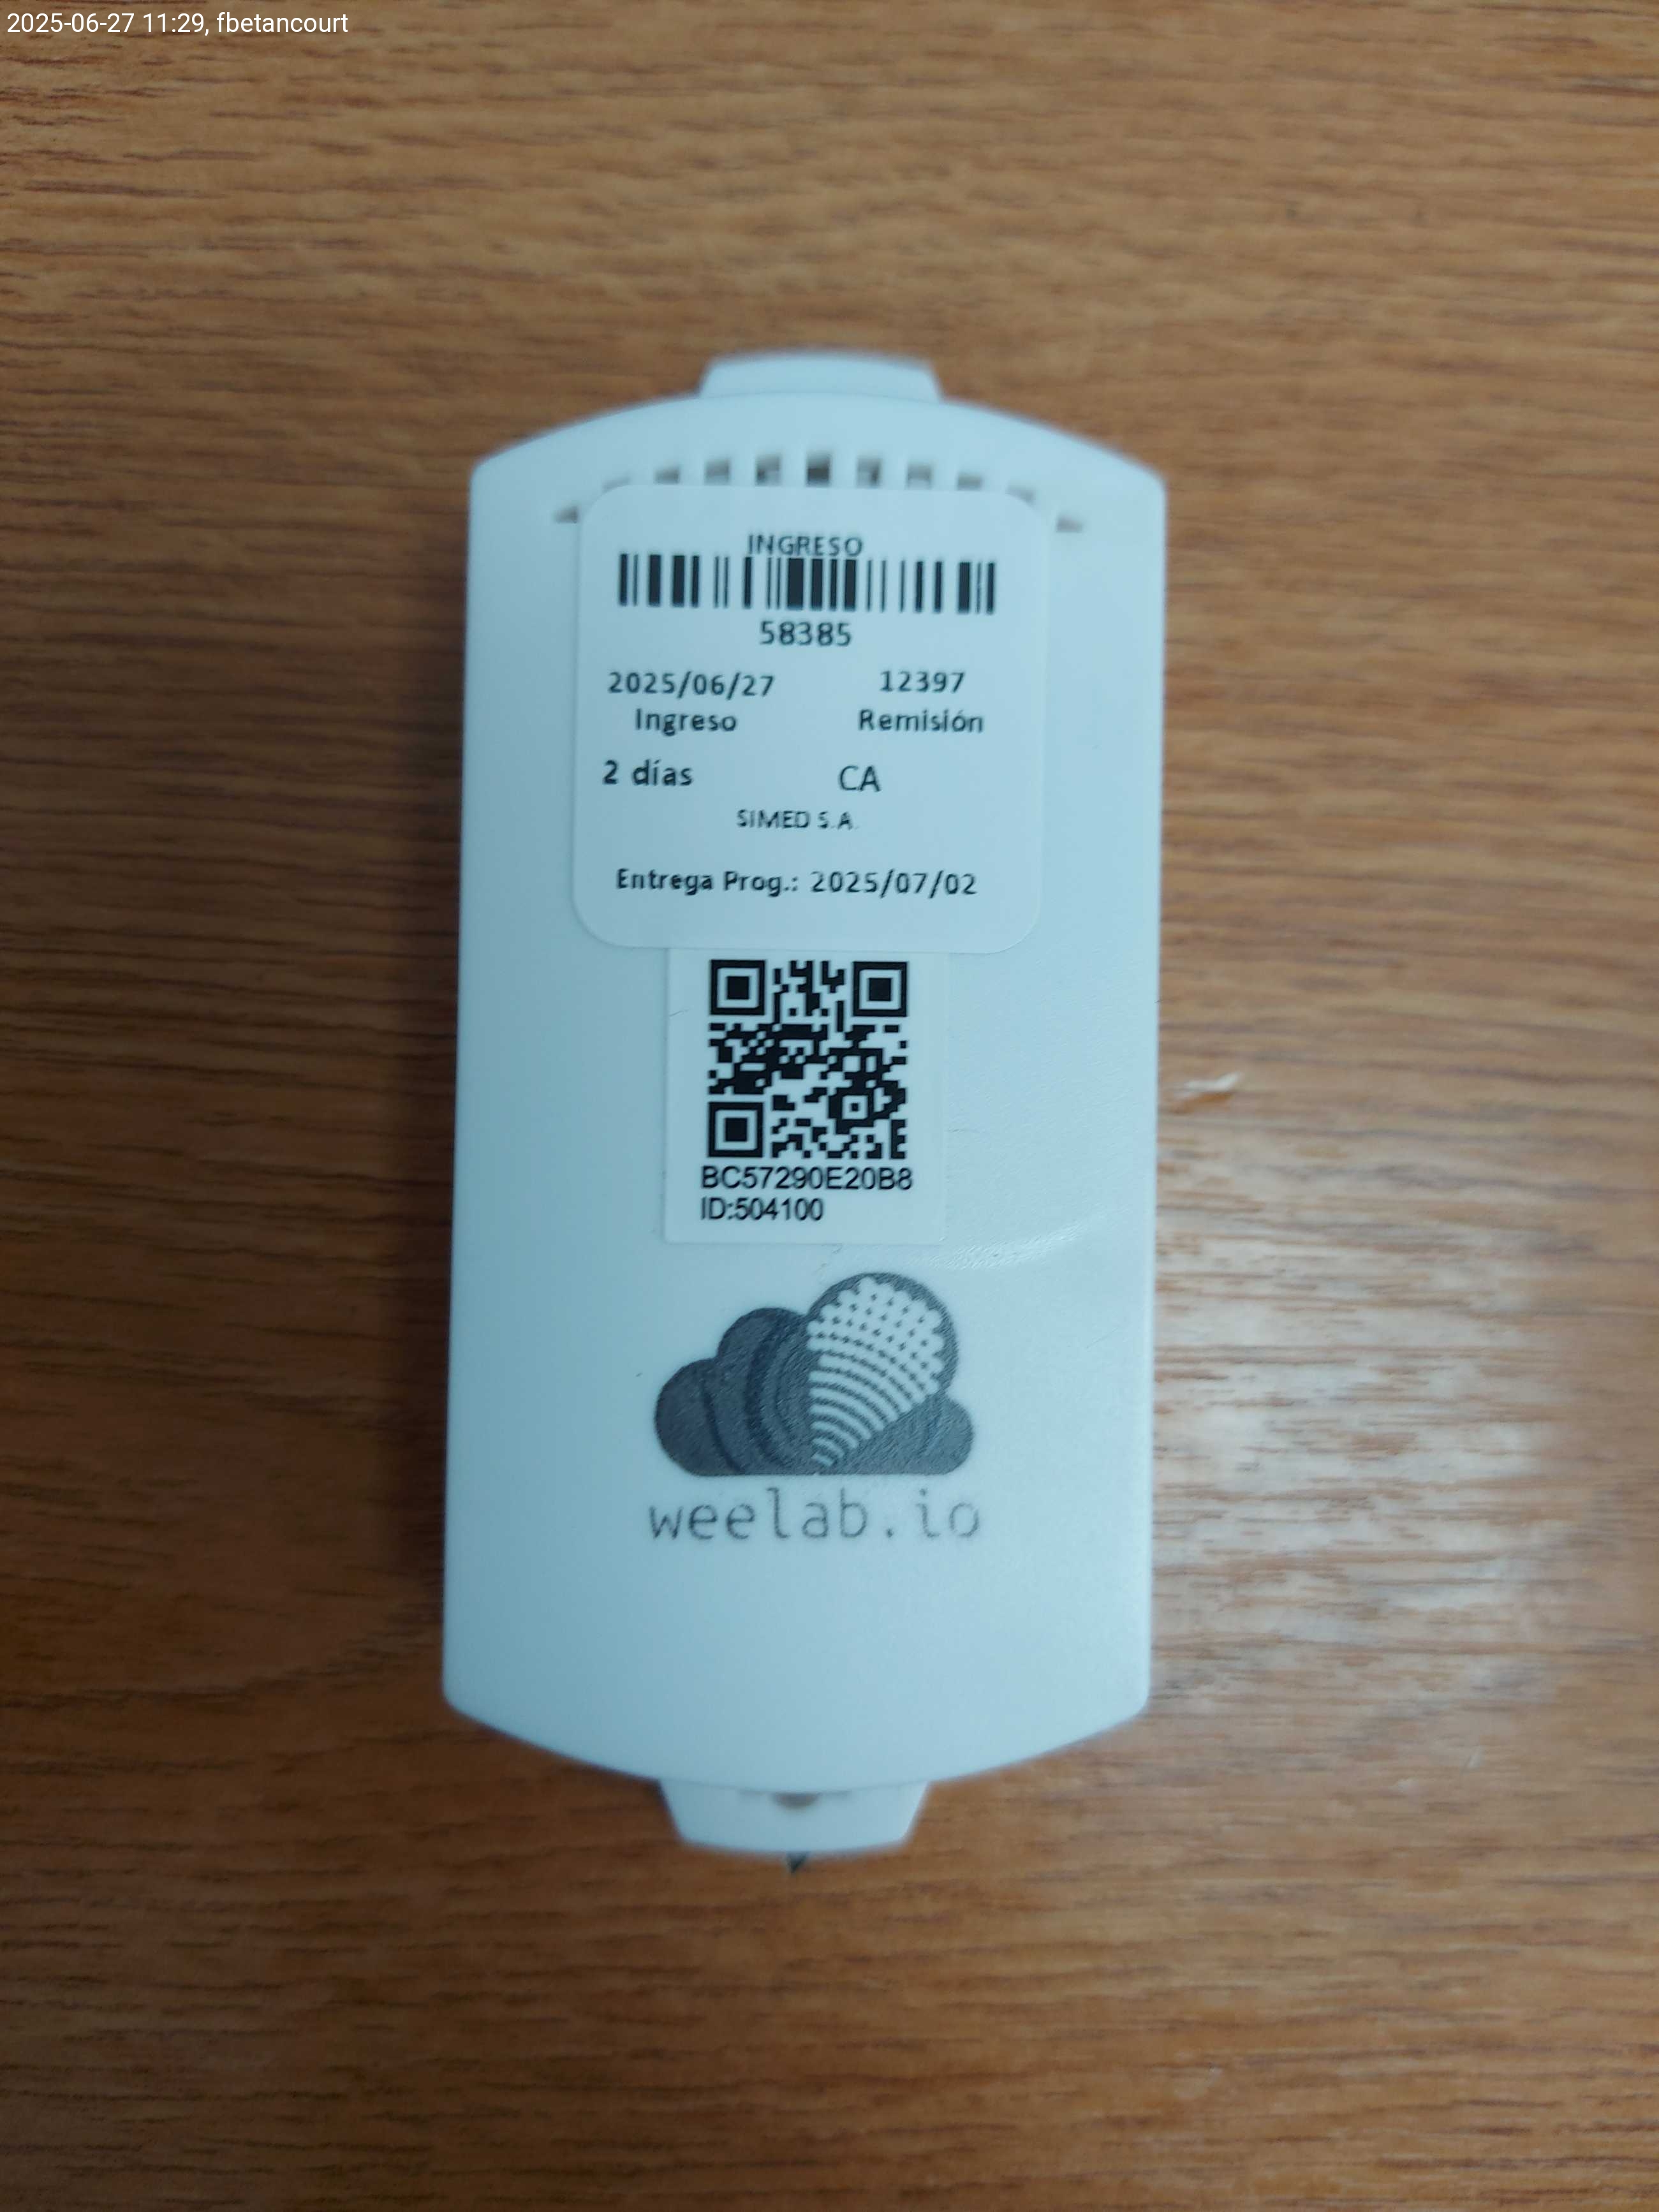 2025-06-27 11:29, fbetancourt
INGRESO
58385
2025/06/27 12397
Ingreso Remisión
2 días CA
SIMED S.A.
Entrega Prog.: 2025/07/02
BC57290E20B8
ID:504100
weelab.io